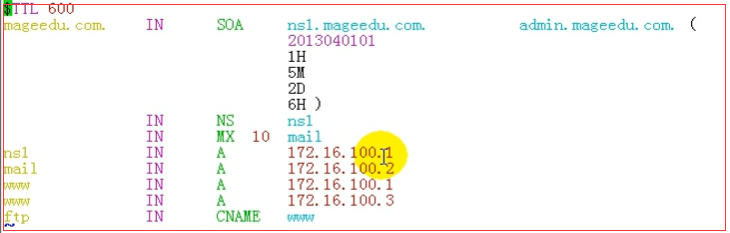 $TTL 600
mageedu.com. IN SOA ns1.mageedu.com. admin.mageedu.com. (
2013040101
1H
5M
2D
6H )
IN NS ns1
IN MX 10 mail
ns1 IN A 172.16.100.1
mail IN A 172.16.100.2
www IN A 172.16.100.1
www IN A 172.16.100.3
ftp IN CNAME www
~